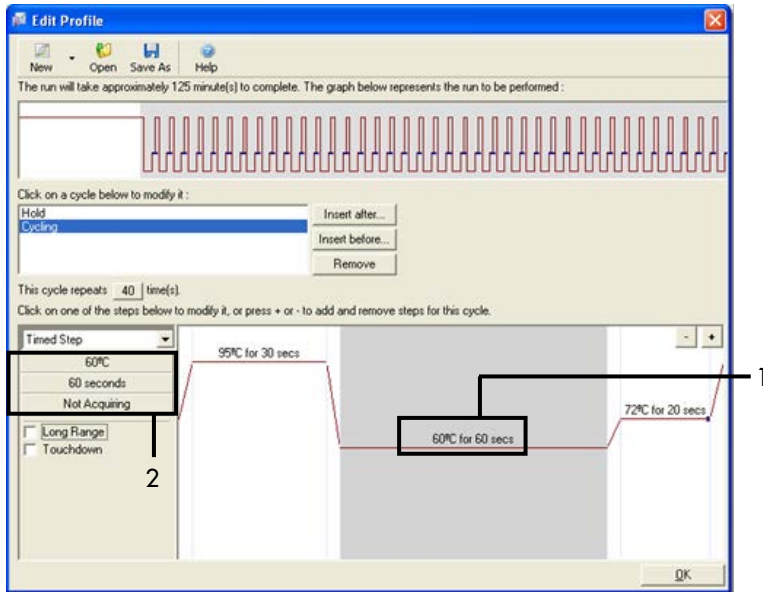 Edit Profile
New Open Save As Help
The run will take approximately 125 minute(s) to complete. The graph below represents the run to be performed :
Click on a cycle below to modify it :
Hold
Cycling
Insert after...
Insert before...
Remove
This cycle repeats 40 time(s).
Click on one of the steps below to modify it, or press + or - to add and remove steps for this cycle.
Timed Step
- +
60ºC
60 seconds
Not Acquiring
Long Range
Touchdown
95ºC for 30 secs
60ºC for 60 secs
72ºC for 20 secs
1
2
OK